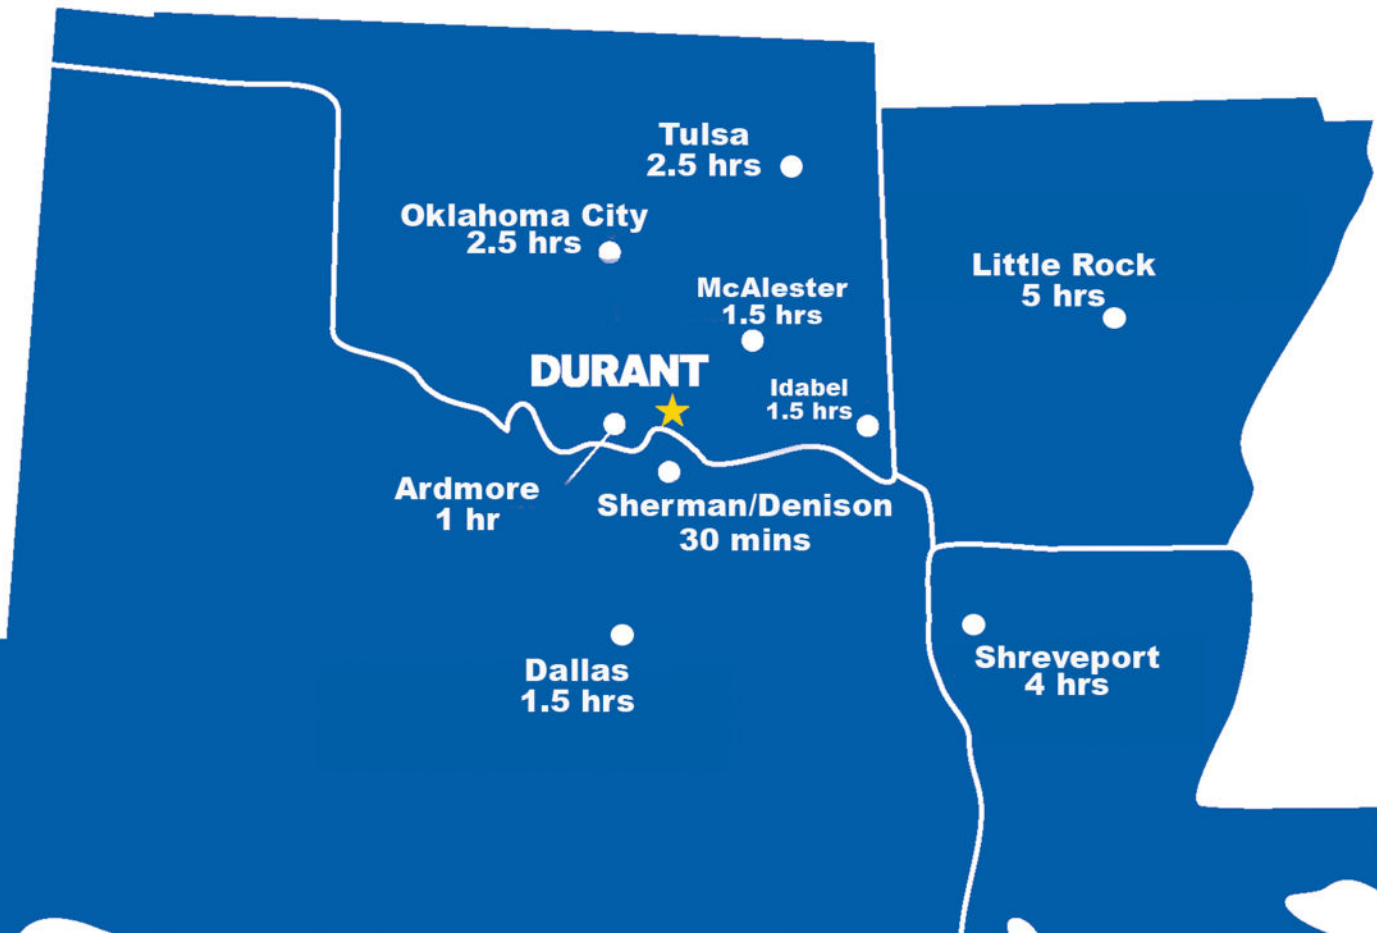 Tulsa
2.5 hrs
Oklahoma City
2.5 hrs
Little Rock
5 hrs
McAlester
1.5 hrs
DURANT
Idabel
1.5 hrs
Ardmore
1 hr
Sherman/Denison
30 mins
Dallas
1.5 hrs
Shreveport
4 hrs